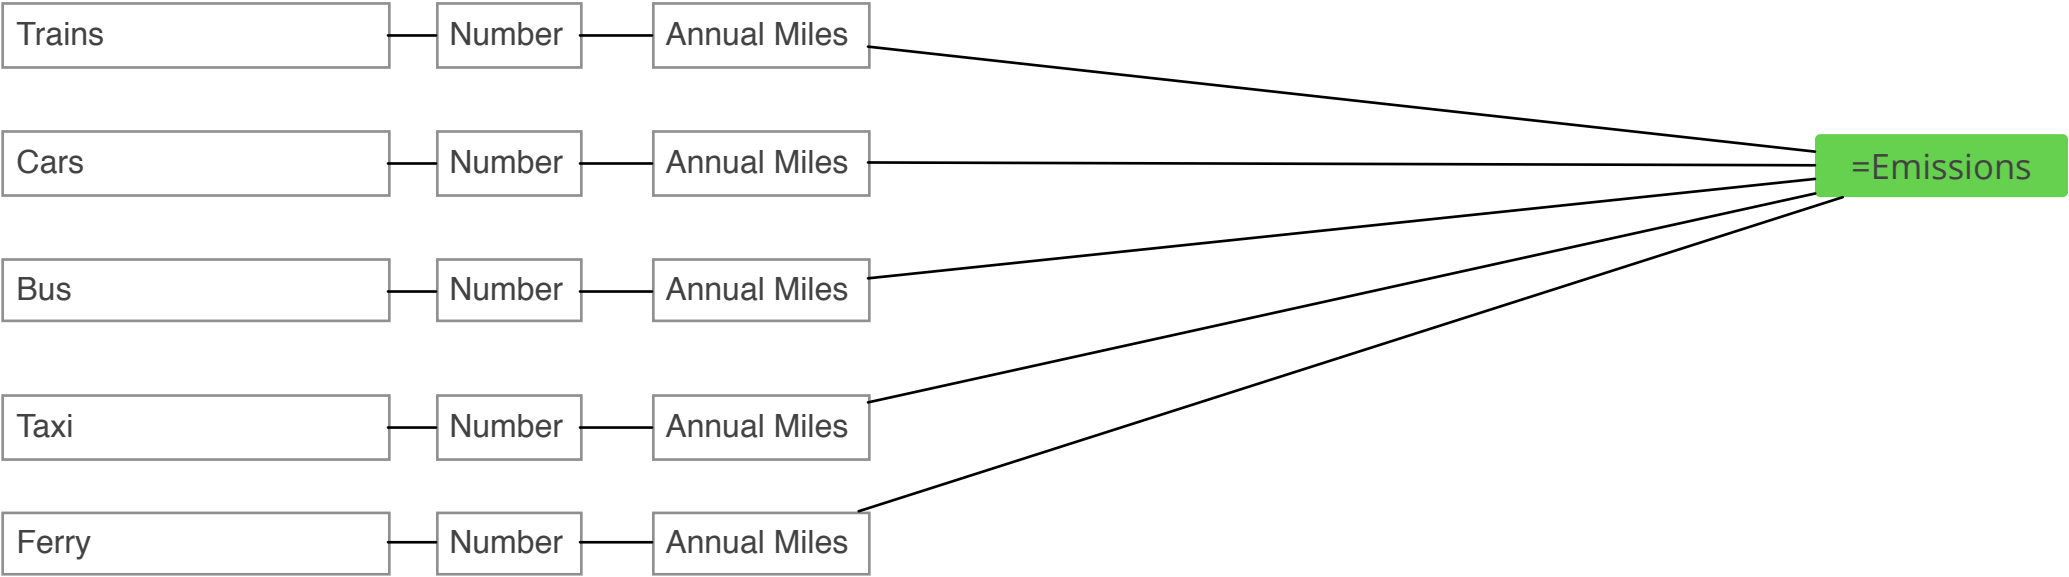 Trains Number Annual Miles
Cars Number Annual Miles
=Emissions
Bus Number Annual Miles
Taxi Number Annual Miles
Ferry Number Annual Miles